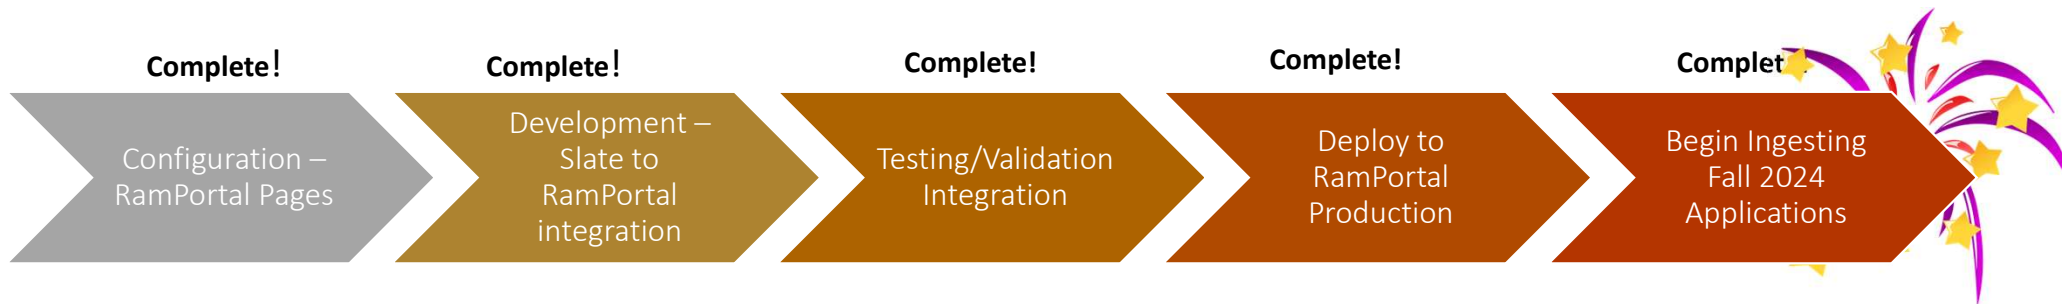 Complete!
Complete!
Complete!
Complete!
Complet
Configuration –
RamPortal Pages
Development –
Slate to
RamPortal
integration
Testing/Validation
Integration
Deploy to
RamPortal
Production
Begin Ingesting
Fall 2024
Applications